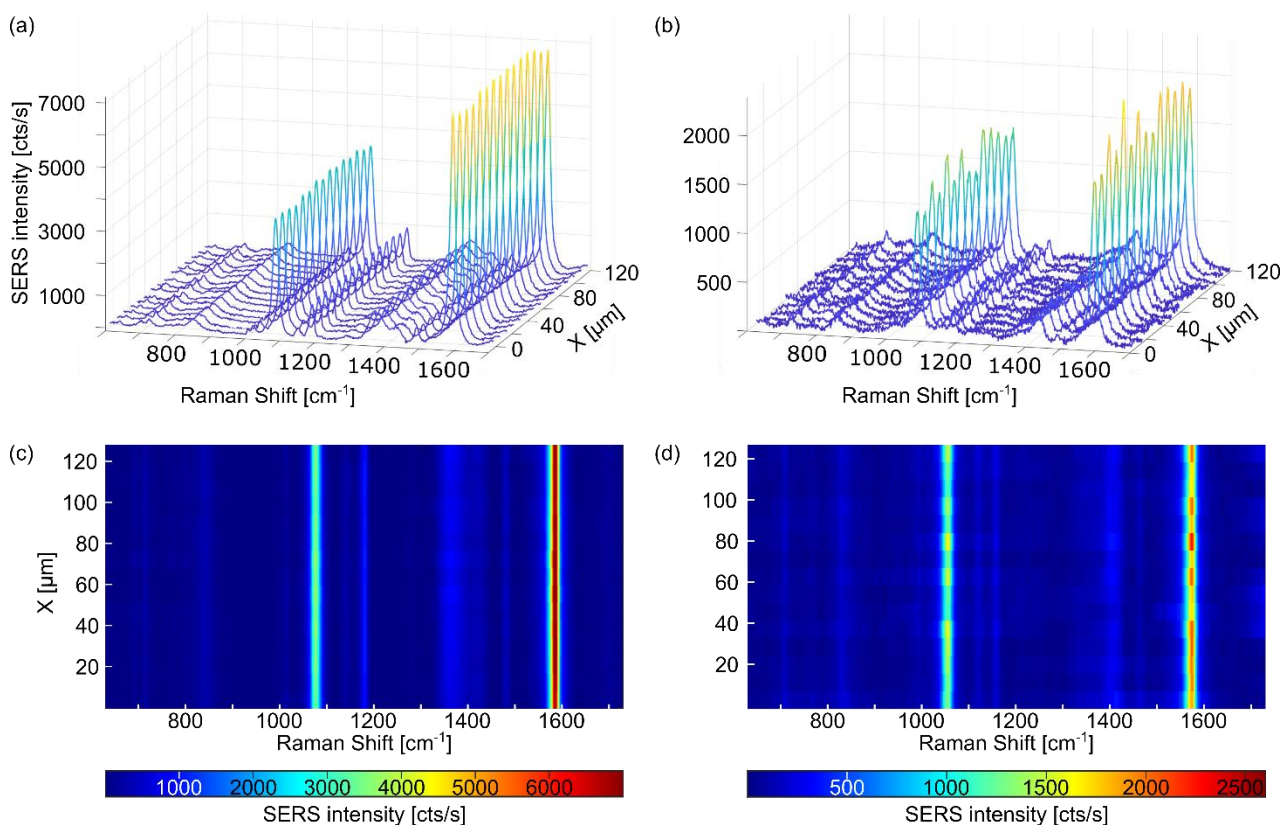 (a)
7000
5000
3000
1000
SERS intensity [cts/s]
800
1000
1200
1400
1600
Raman Shift [cm⁻¹]
0
40
80
120
X [µm]
(b)
2000
1500
1000
500
SERS intensity [cts/s]
800
1000
1200
1400
1600
Raman Shift [cm⁻¹]
0
40
80
120
X [µm]
(c)
120
100
80
60
40
20
X [µm]
800 1000 1200 1400 1600
Raman Shift [cm⁻¹]
1000 2000 3000 4000 5000 6000
SERS intensity [cts/s]
(d)
120
100
80
60
40
20
800 1000 1200 1400 1600
Raman Shift [cm⁻¹]
500 1000 1500 2000 2500
SERS intensity [cts/s]